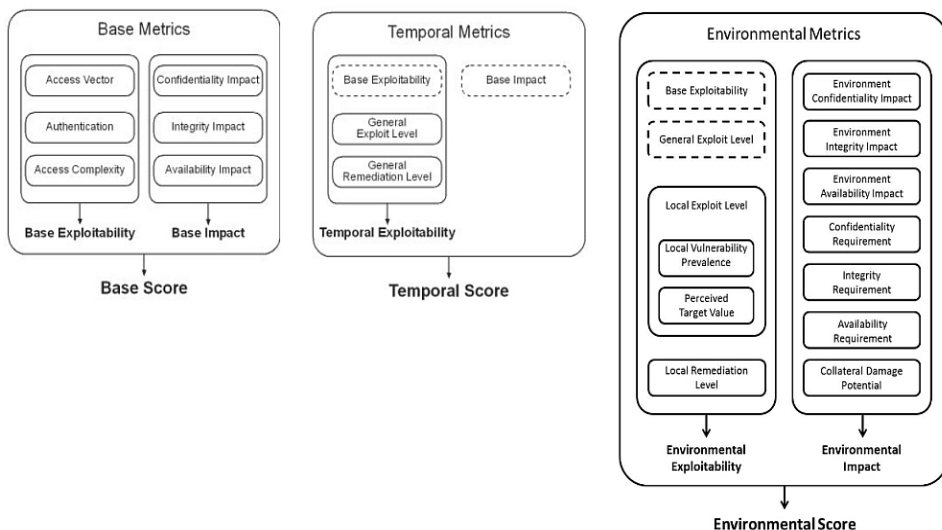 Base Metrics
Access Vector
Authentication
Access Complexity
Base Exploitability
Confidentiality Impact
Integrity Impact
Availability Impact
Base Impact
Base Score
Temporal Metrics
Base Exploitability
General
Exploit Level
General
Remediation Level
Temporal Exploitability
Base Impact
Temporal Score
Environmental Metrics
Base Exploitability
General Exploit Level
Local Exploit Level
Local Vulnerability
Prevalence
Perceived
Target Value
Local Remediation
Level
Environmental
Exploitability
Environment
Confidentiality Impact
Environment
Integrity Impact
Environment
Availability Impact
Confidentiality
Requirement
Integrity
Requirement
Availability
Requirement
Collateral Damage
Potential
Environmental
Impact
Environmental Score